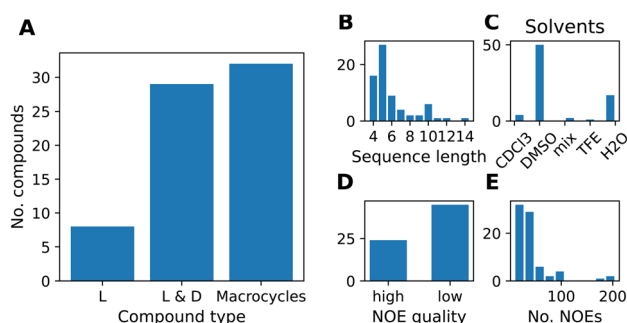 A
No. compounds
30
25
20
15
10
5
0
L
L & D
Macrocycles
Compound type
B
20
0
4 6 8 10 12 14
Sequence length
C
Solvents
50
0
CDCl3
DMSO
mix
TFE
H2O
D
25
0
high
low
NOE quality
E
20
0
100
200
No. NOEs